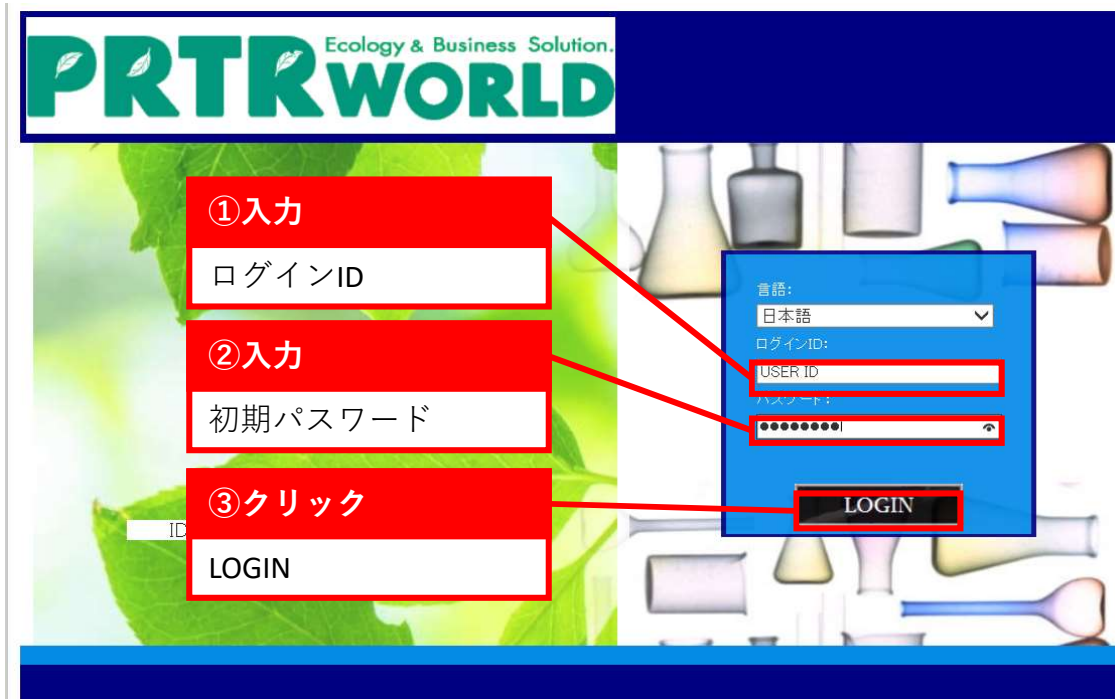 Ecology & Business Solution.
PRTR WORLD
①入力
ログインID
②入力
初期パスワード
③クリック
LOGIN
ID
言語:
日本語
ログインID:
USER ID
パスワード:
●●●●●●●●
LOGIN